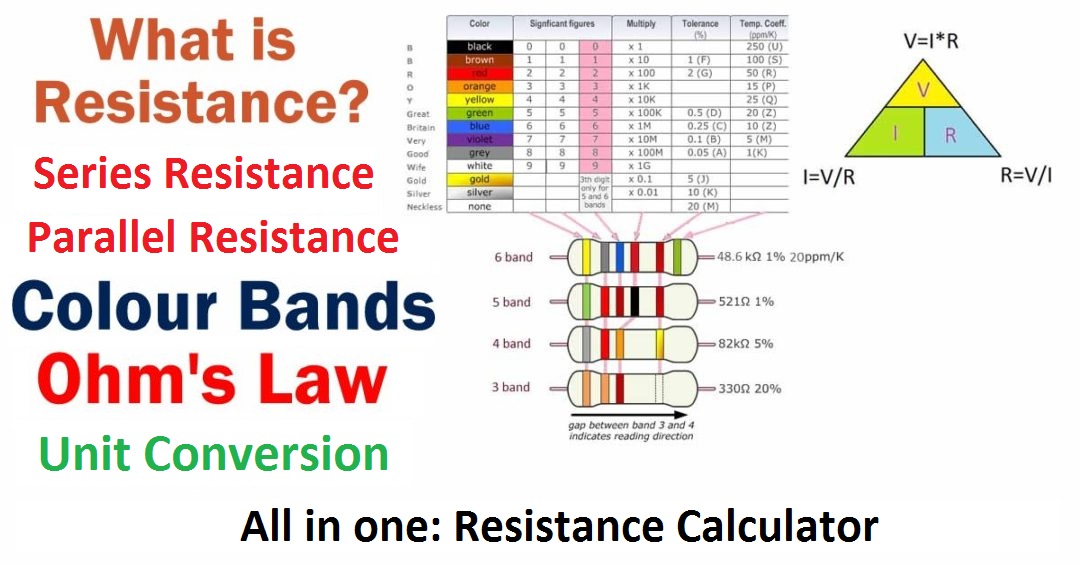 What is
Resistance?
Series Resistance
Parallel Resistance
Colour Bands
Ohm's Law
Unit Conversion
Color Signficant figures Multiply Tolerance (%) Temp. Coeff. (ppm/K)
B black 0 0 0 x 1 250 (U)
B brown 1 1 1 x 10 1 (F) 100 (S)
R red 2 2 2 x 100 2 (G) 50 (R)
O orange 3 3 3 x 1K 15 (P)
Y yellow 4 4 4 x 10K 25 (Q)
Great green 5 5 5 x 100K 0.5 (D) 20 (Z)
Britain blue 6 6 6 x 1M 0.25 (C) 10 (Z)
Very violet 7 7 7 x 10M 0.1 (B) 5 (M)
Good grey 8 8 8 x 100M 0.05 (A) 1(K)
Wife white 9 9 9 x 1G
Gold gold 3th digit only for 5 and 6 bands x 0.1 5 (J)
Silver silver x 0.01 10 (K)
Neckless none 20 (M)
6 band 48.6 kΩ 1% 20ppm/K
5 band 521Ω 1%
4 band 82kΩ 5%
3 band 330Ω 20%
gap between band 3 and 4
indicates reading direction
V=I*R
V
I R
I=V/R R=V/I
All in one: Resistance Calculator